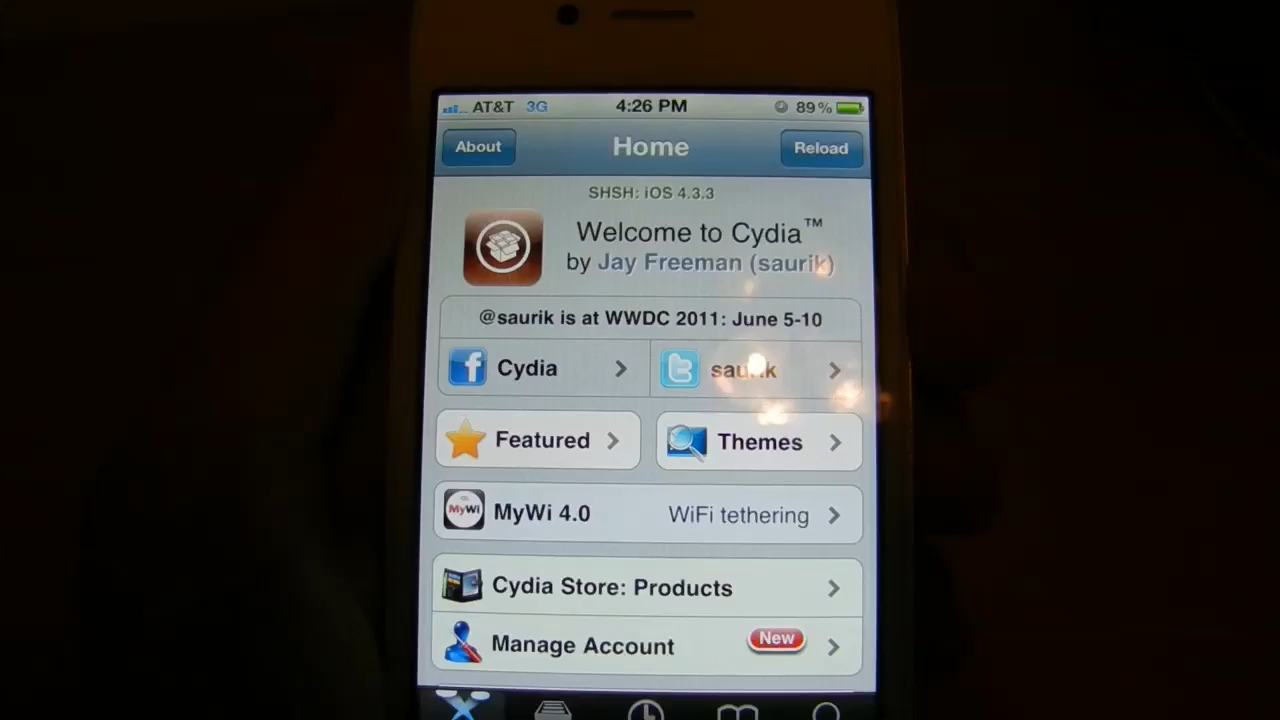 AT&T 3G 4:26 PM 89%
About Home Reload
SHSH: iOS 4.3.3
Welcome to Cydia™
by Jay Freeman (saurik)
@saurik is at WWDC 2011: June 5-10
f Cydia t saurik
Featured Themes
MyWi MyWi 4.0 WiFi tethering
Cydia Store: Products
Manage Account New